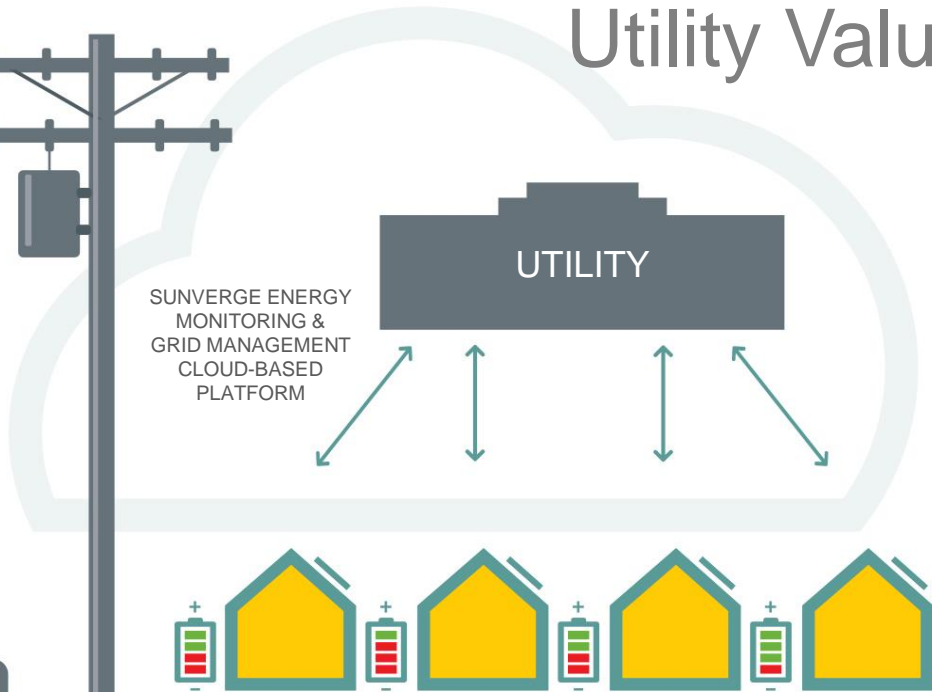 Utility Valu
UTILITY
SUNVERGE ENERGY
MONITORING &
GRID MANAGEMENT
CLOUD-BASED
PLATFORM
+ + + +
- - - -